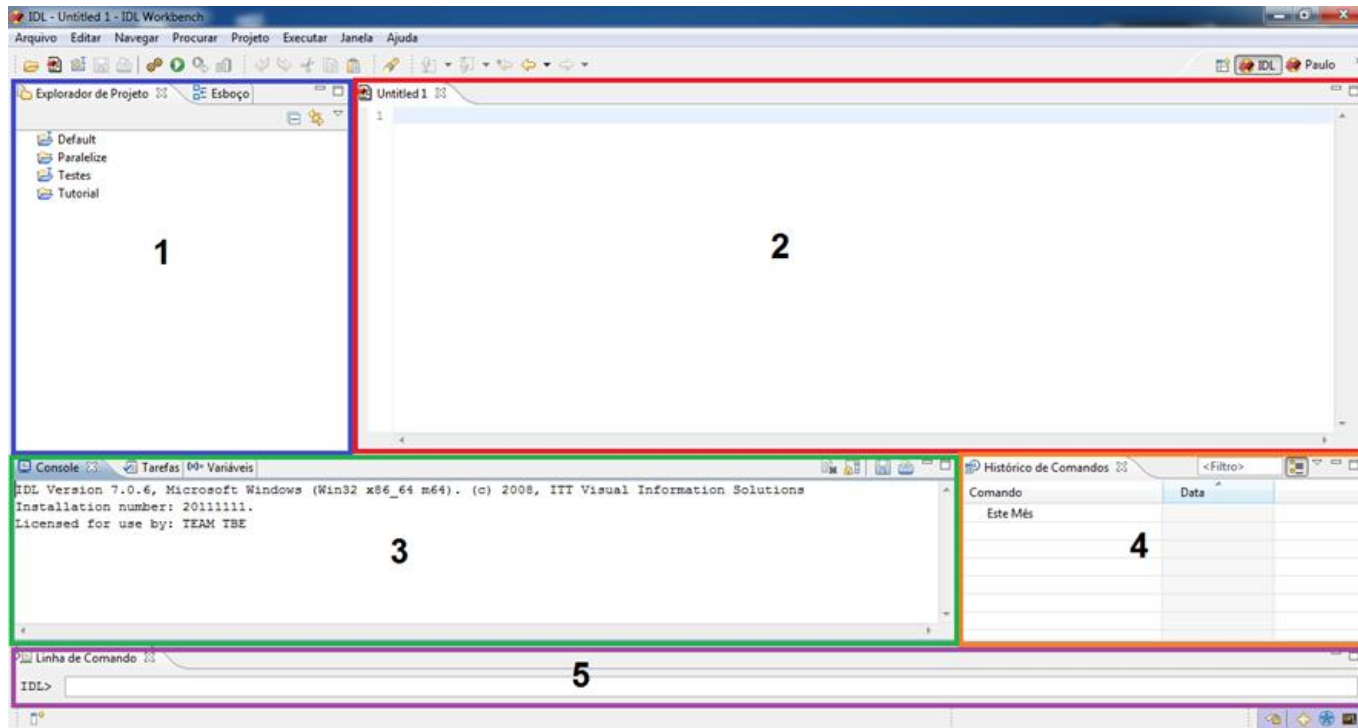 IDL - Untitled 1 - IDL Workbench
Arquivo Editar Navegar Procurar Projeto Executar Janela Ajuda
IDL Paulo
Explorador de Projeto Esboço
Untitled 1
1
Default
Paralelize
Testes
Tutorial
1
2
Console Tarefas (x)= Variáveis
IDL Version 7.0.6, Microsoft Windows (Win32 x86_64 m64). (c) 2008, ITT Visual Information Solutions
Installation number: 20111111.
Licensed for use by: TEAM TBE
3
Histórico de Comandos <Filtro>
Comando Data
Este Mês
4
Linha de Comando
5
IDL>